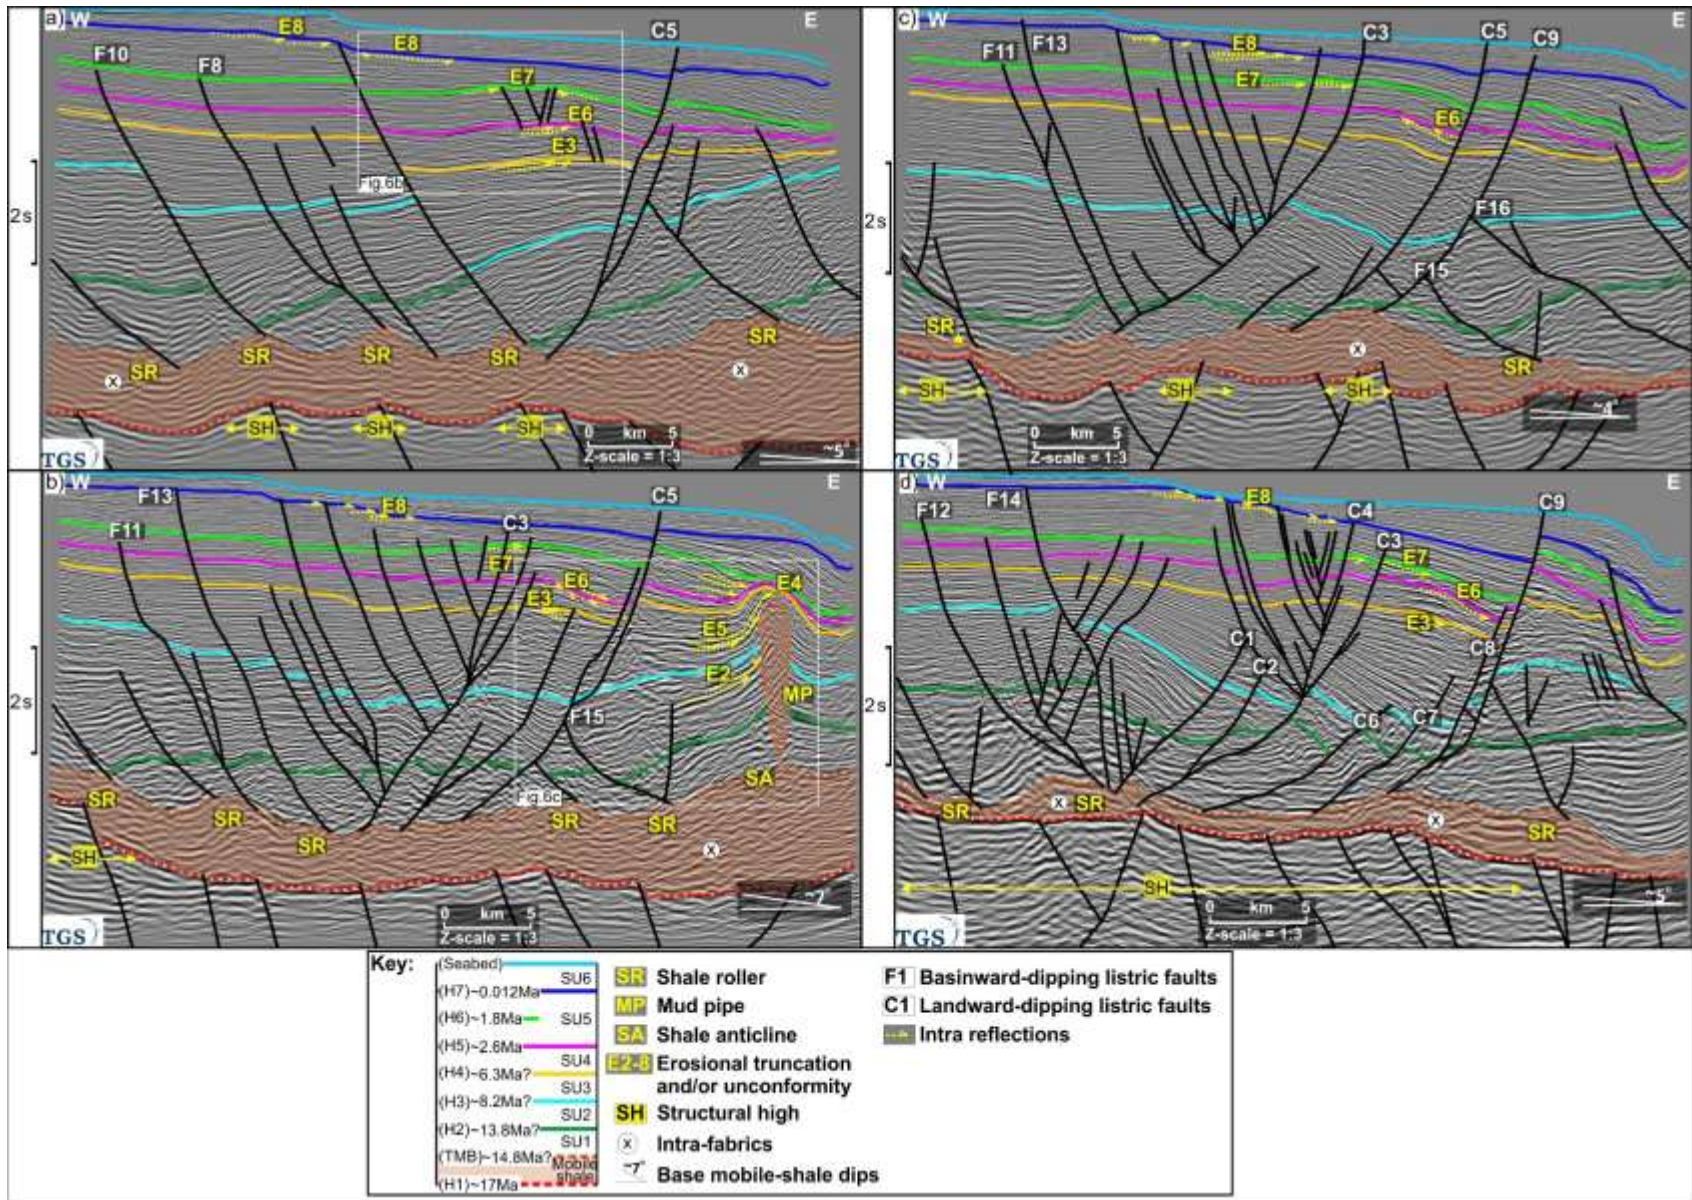 a) W
E8
E8
C5
E
F10
F8
E7
E6
E3
Fig.6b
2s
SR
SR
SR
SR
SR
x
x
SH
SH
SH
0 km 5
Z-scale = 1:3
~5°
TGS
c) W
F11
F13
E8
C3
C5
C9
E
E7
E6
2s
F16
F15
SR
x
SR
SH
SH
SH
0 km 5
Z-scale = 1:3
~4°
TGS
b) W
F13
E8
C3
C5
E
F11
E7
E6
E4
E3
E5
E2
2s
MP
F15
SA
Fig.6c
SR
SR
SR
SR
SR
x
SH
0 km 5
Z-scale = 1:3
~7
TGS
d) W
F12
F14
E8
C4
C9
E
C3
E7
E6
E3
C1
C2
C8
2s
C6
C7
SR
x
SR
x
SR
SH
0 km 5
Z-scale = 1:3
~5°
TGS
Key:
(Seabed)
SU6
(H7)~0.012Ma
(H6)~1.8Ma
SU5
(H5)~2.6Ma
SU4
(H4)~6.3Ma?
SU3
(H3)~8.2Ma?
SU2
(H2)~13.8Ma?
SU1
(TMB)~14.8Ma?
Mobile
shale
(H1)~17Ma
SR Shale roller
MP Mud pipe
SA Shale anticline
E2-8 Erosional truncation
and/or unconformity
SH Structural high
x Intra-fabrics
~7° Base mobile-shale dips
F1 Basinward-dipping listric faults
C1 Landward-dipping listric faults
Intra reflections